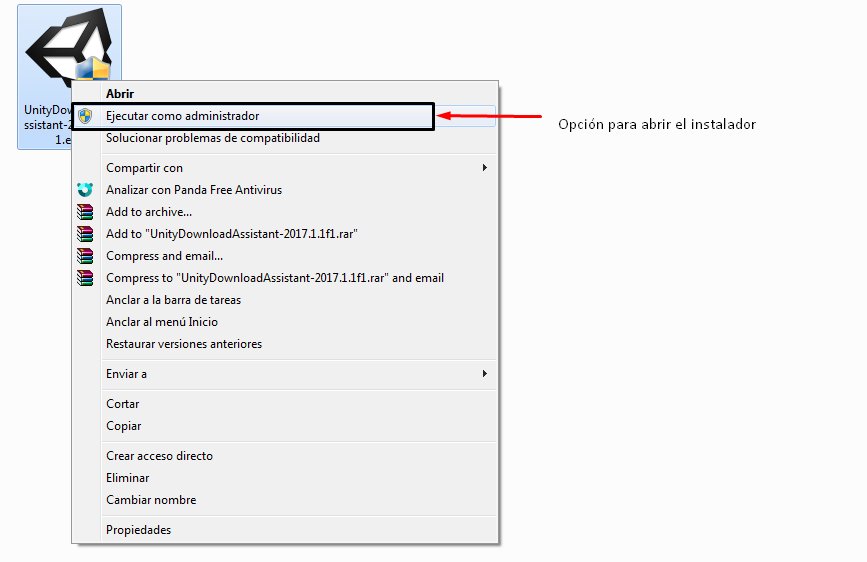 Abrir
UnityDow
Ejecutar como administrador
ssistant-2
Opción para abrir el instalador
1.e
Solucionar problemas de compatibilidad
Compartir con
Analizar con Panda Free Antivirus
Add to archive...
Add to "UnityDownloadAssistant-2017.1.1f1.rar"
Compress and email...
Compress to "UnityDownloadAssistant-2017.1.1f1.rar" and email
Anclar a la barra de tareas
Anclar al menú Inicio
Restaurar versiones anteriores
Enviar a
Cortar
Copiar
Crear acceso directo
Eliminar
Cambiar nombre
Propiedades